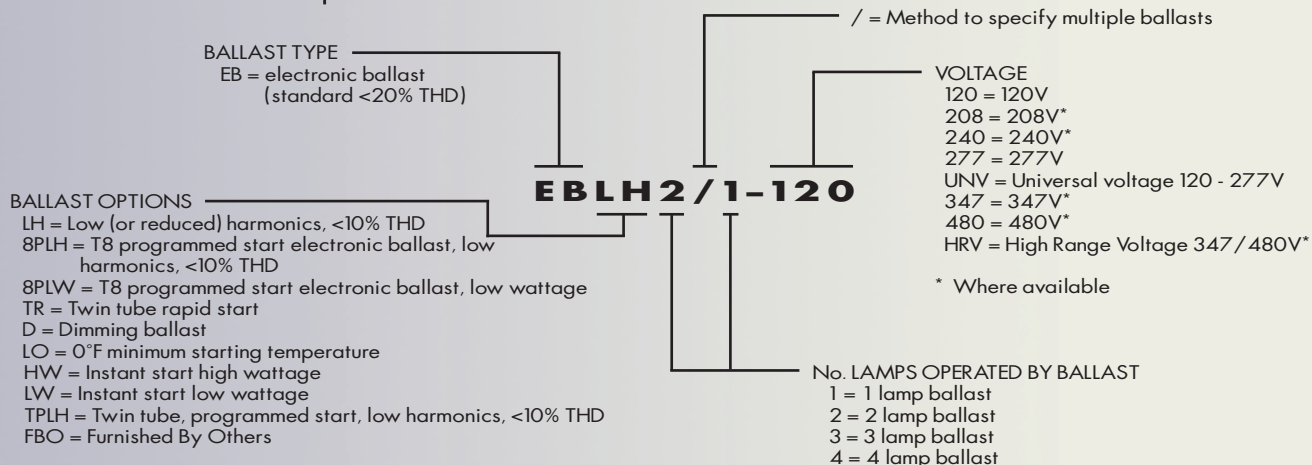 / = Method to specify multiple ballasts
BALLAST TYPE
EB = electronic ballast
(standard <20% THD)
VOLTAGE
120 = 120V
208 = 208V*
240 = 240V*
277 = 277V
UNV = Universal voltage 120 - 277V
347 = 347V*
480 = 480V*
HRV = High Range Voltage 347/480V*
* Where available
EBLH2/1-120
BALLAST OPTIONS
LH = Low (or reduced) harmonics, <10% THD
8PLH = T8 programmed start electronic ballast, low
harmonics, <10% THD
8PLW = T8 programmed start electronic ballast, low wattage
TR = Twin tube rapid start
D = Dimming ballast
LO = 0°F minimum starting temperature
HW = Instant start high wattage
LW = Instant start low wattage
TPLH = Twin tube, programmed start, low harmonics, <10% THD
FBO = Furnished By Others
No. LAMPS OPERATED BY BALLAST
1 = 1 lamp ballast
2 = 2 lamp ballast
3 = 3 lamp ballast
4 = 4 lamp ballast